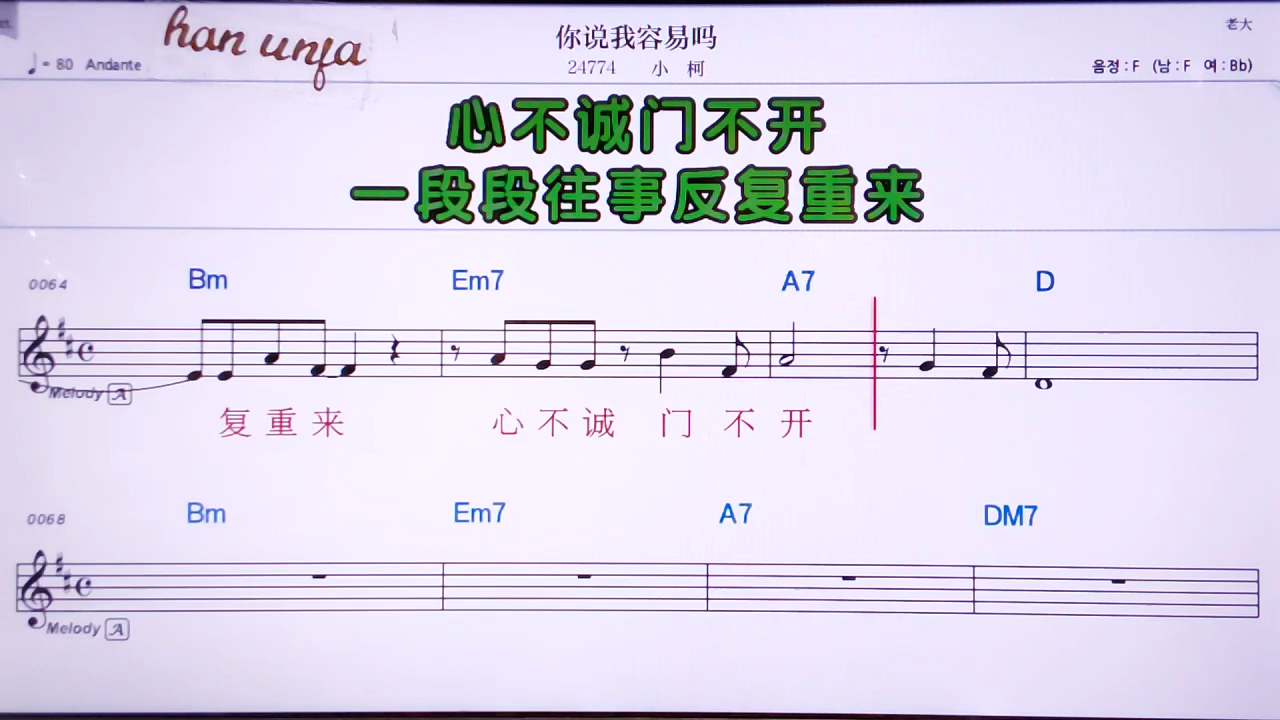 han unfa
你说我容易吗
老大
♩= 80 Andante
24774 小 柯
음정 : F (남 : F 여 : Bb)
心不诚门不开
一段段往事反复重来
0064 Bm Em7 A7 D
Melody A
复 重 来 心 不 诚 门 不 开
0068 Bm Em7 A7 DM7
Melody A